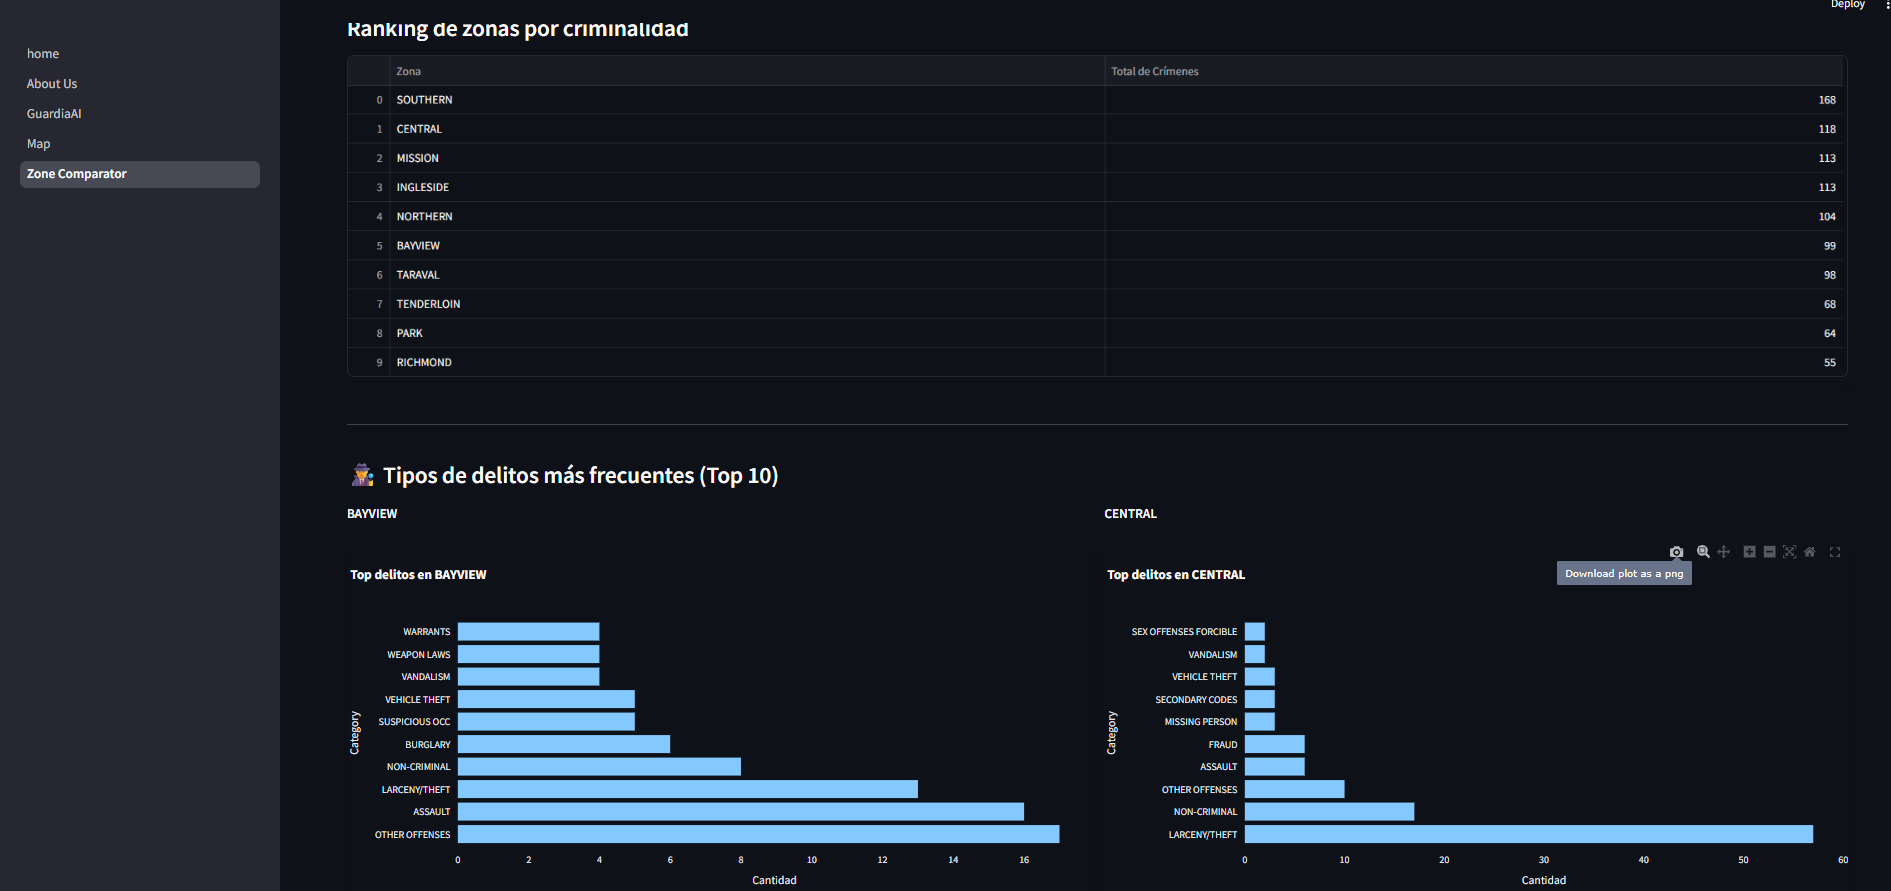 Deploy
home
About Us
GuardiaAI
Map
Zone Comparator
Ranking de zonas por criminalidad
Zona Total de Crímenes
0 SOUTHERN 168
1 CENTRAL 118
2 MISSION 113
3 INGLESIDE 113
4 NORTHERN 104
5 BAYVIEW 99
6 TARAVAL 98
7 TENDERLOIN 68
8 PARK 64
9 RICHMOND 55
Tipos de delitos más frecuentes (Top 10)
BAYVIEW
Top delitos en BAYVIEW
Category
WARRANTS
WEAPON LAWS
VANDALISM
VEHICLE THEFT
SUSPICIOUS OCC
BURGLARY
NON-CRIMINAL
LARCENY/THEFT
ASSAULT
OTHER OFFENSES
0 2 4 6 8 10 12 14 16
Cantidad
CENTRAL
Download plot as a png
Top delitos en CENTRAL
Category
SEX OFFENSES FORCIBLE
VANDALISM
VEHICLE THEFT
SECONDARY CODES
MISSING PERSON
FRAUD
ASSAULT
OTHER OFFENSES
NON-CRIMINAL
LARCENY/THEFT
0 10 20 30 40 50 60
Cantidad